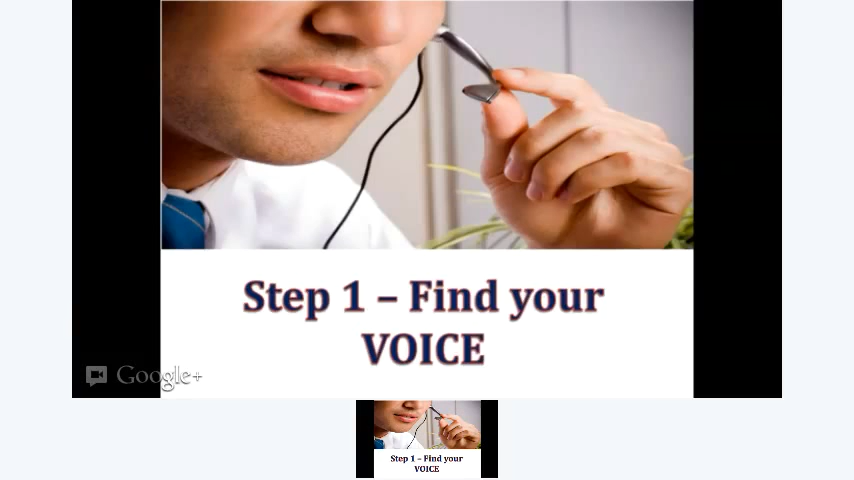 Step 1 – Find your
VOICE
Google+
Step 1 – Find your
VOICE